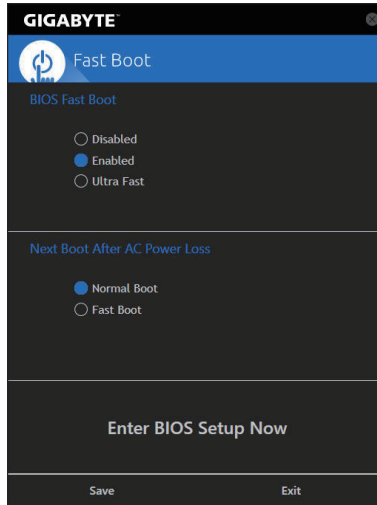 GIGABYTE™
Fast Boot
BIOS Fast Boot
Disabled
Enabled
Ultra Fast
Next Boot After AC Power Loss
Normal Boot
Fast Boot
Enter BIOS Setup Now
Save Exit